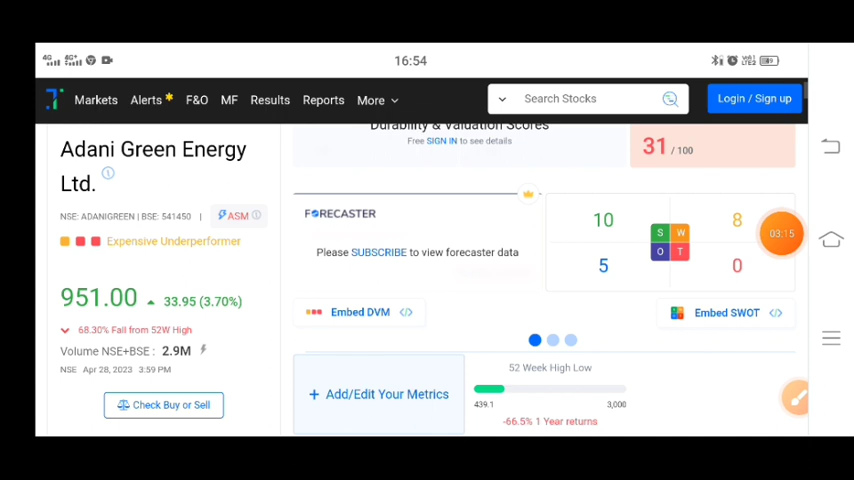 4G 4G+ 16:54
Markets Alerts F&O MF Results Reports More Search Stocks Login / Sign up
Adani Green Energy Ltd.
NSE: ADANIGREEN | BSE: 541450 | ASM
Expensive Underperformer
951.00 33.95 (3.70%)
68.30% Fall from 52W High
Volume NSE+BSE : 2.9M
NSE Apr 28, 2023 3:59 PM
Check Buy or Sell
Durability & Valuation Scores
Free SIGN IN to see details
31 / 100
FORECASTER
Please SUBSCRIBE to view forecaster data
10 S W 8
5 O T 0
03:15
Embed DVM </>
Embed SWOT </>
+ Add/Edit Your Metrics
52 Week High Low
439.1 3,000
-66.5% 1 Year returns